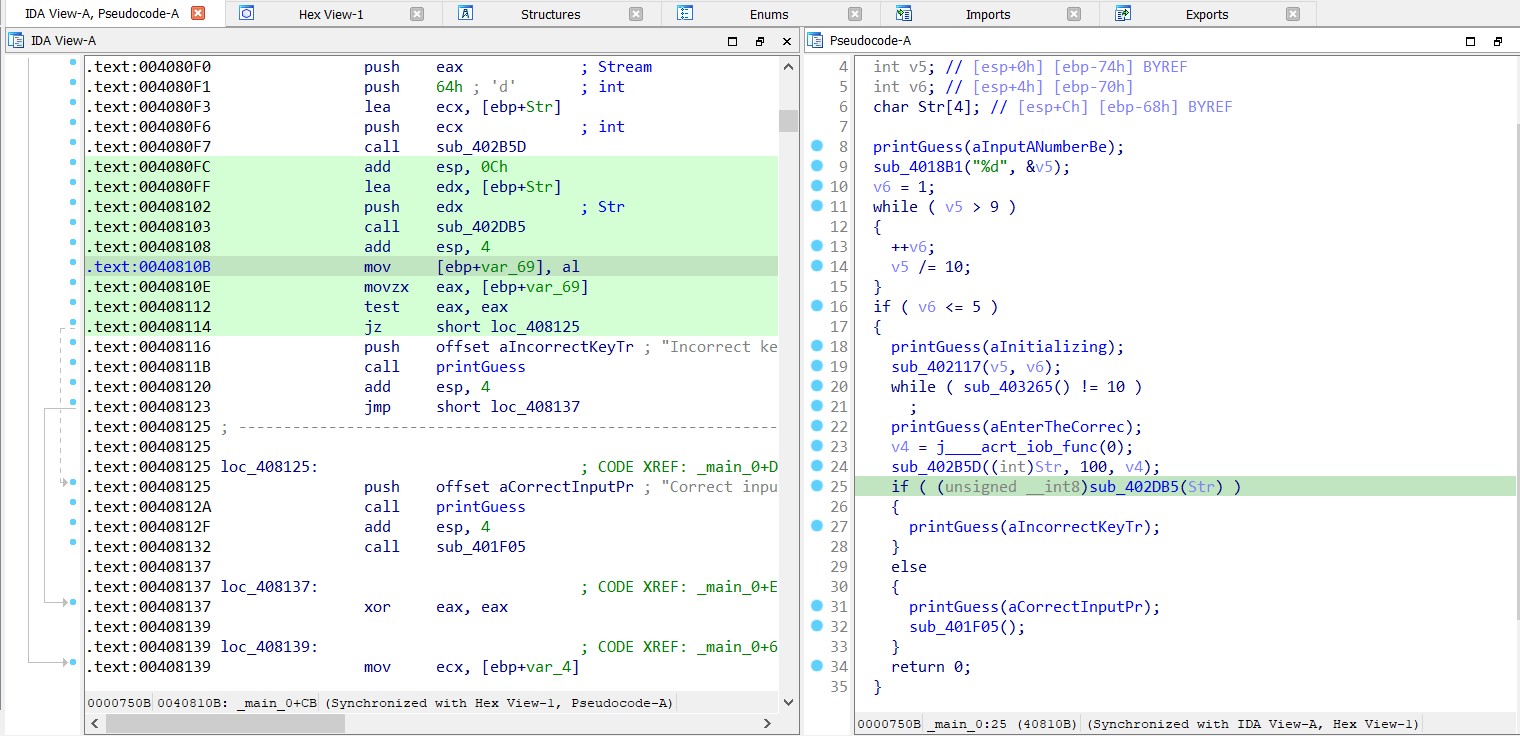 IDA View-A, Pseudocode-A
Hex View-1
Structures
Enums
Imports
Exports
IDA View-A
.text:004080F0 push eax ; Stream
.text:004080F1 push 64h ; 'd' ; int
.text:004080F3 lea ecx, [ebp+Str]
.text:004080F6 push ecx ; int
.text:004080F7 call sub_402B5D
.text:004080FC add esp, 0Ch
.text:004080FF lea edx, [ebp+Str]
.text:00408102 push edx ; Str
.text:00408103 call sub_402DB5
.text:00408108 add esp, 4
.text:0040810B mov [ebp+var_69], al
.text:0040810E movzx eax, [ebp+var_69]
.text:00408112 test eax, eax
.text:00408114 jz short loc_408125
.text:00408116 push offset aIncorrectKeyTr ; "Incorrect ke
.text:0040811B call printGuess
.text:00408120 add esp, 4
.text:00408123 jmp short loc_408137
.text:00408125 ; ------------------------------------------------------------
.text:00408125
.text:00408125 loc_408125: ; CODE XREF: _main_0+D
.text:00408125 push offset aCorrectInputPr ; "Correct inpu
.text:0040812A call printGuess
.text:0040812F add esp, 4
.text:00408132 call sub_401F05
.text:00408137
.text:00408137 loc_408137: ; CODE XREF: _main_0+E
.text:00408137 xor eax, eax
.text:00408139
.text:00408139 loc_408139: ; CODE XREF: _main_0+6
.text:00408139 mov ecx, [ebp+var_4]
0000750B 0040810B: _main_0+CB (Synchronized with Hex View-1, Pseudocode-A)
Pseudocode-A
4 int v5; // [esp+0h] [ebp-74h] BYREF
5 int v6; // [esp+4h] [ebp-70h]
6 char Str[4]; // [esp+Ch] [ebp-68h] BYREF
7
8 printGuess(aInputANumberBe);
9 sub_4018B1("%d", &v5);
10 v6 = 1;
11 while ( v5 > 9 )
12 {
13 ++v6;
14 v5 /= 10;
15 }
16 if ( v6 <= 5 )
17 {
18 printGuess(aInitializing);
19 sub_402117(v5, v6);
20 while ( sub_403265() != 10 )
21 ;
22 printGuess(aEnterTheCorrec);
23 v4 = j____acrt_iob_func(0);
24 sub_402B5D((int)Str, 100, v4);
25 if ( (unsigned __int8)sub_402DB5(Str) )
26 {
27 printGuess(aIncorrectKeyTr);
28 }
29 else
30 {
31 printGuess(aCorrectInputPr);
32 sub_401F05();
33 }
34 return 0;
35 }
0000750B _main_0:25 (40810B) (Synchronized with IDA View-A, Hex View-1)